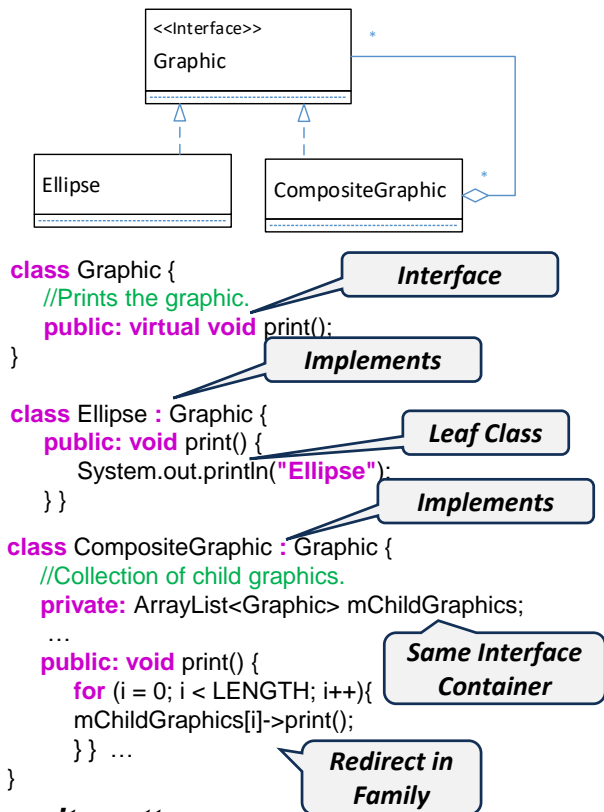 <<Interface>>
Graphic
*
Ellipse
CompositeGraphic
*
class Graphic {
//Prints the graphic.
public: virtual void print();
}
Interface
Implements
class Ellipse : Graphic {
public: void print() {
System.out.println("Ellipse");
} }
Leaf Class
Implements
class CompositeGraphic : Graphic {
//Collection of child graphics.
private: ArrayList<Graphic> mChildGraphics;
…
Same Interface
Container
public: void print() {
for (i = 0; i < LENGTH; i++){
mChildGraphics[i]->print();
} } …
Redirect in
Family
}